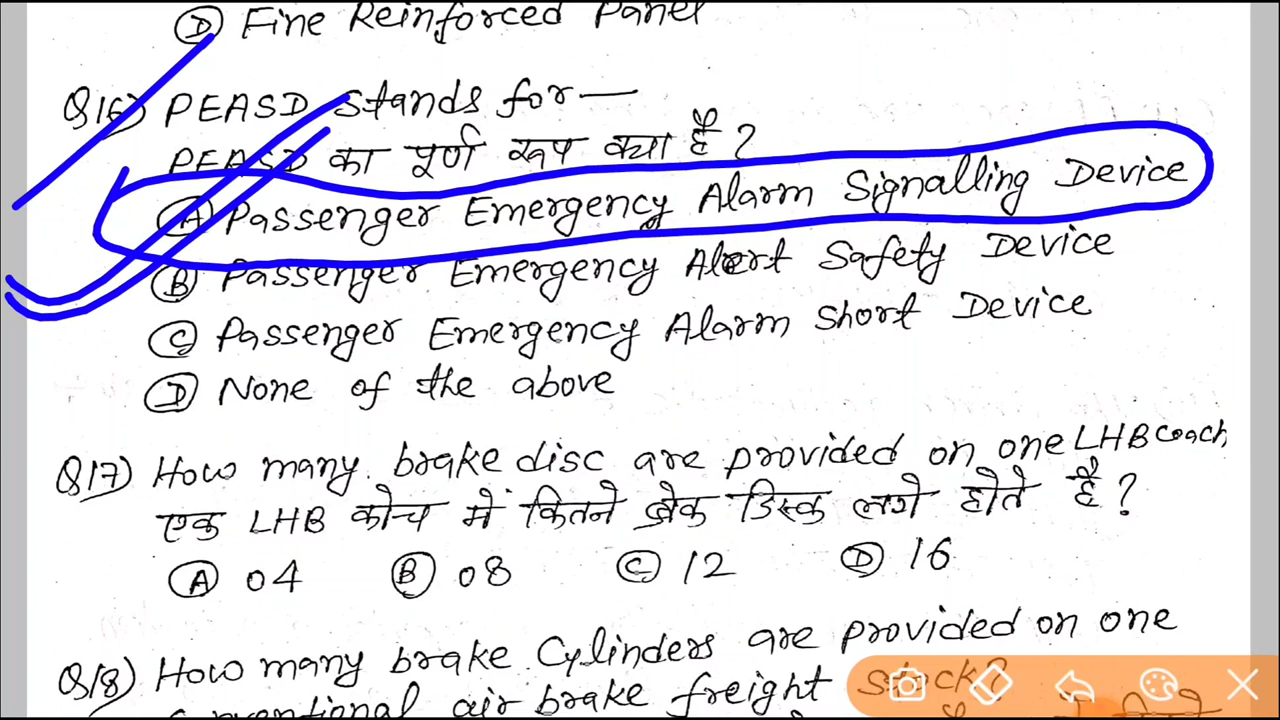 (D) Fine Reinforced Panel
Q16) PEASD Stands for—
PEASD का पूर्ण रूप क्या है ?
(A) Passenger Emergency Alarm Signalling Device
(B) Passenger Emergency Alert Safety Device
(C) Passenger Emergency Alarm Short Device
(D) None of the above
Q17) How many brake disc are provided on one LHB coach,
एक LHB कोच में कितने ब्रेक डिस्क लगे होते है ?
(A) 04 (B) 08 (C) 12 (D) 16
Q18) How many brake Cylinders are provided on one
conventional air brake freight stock?